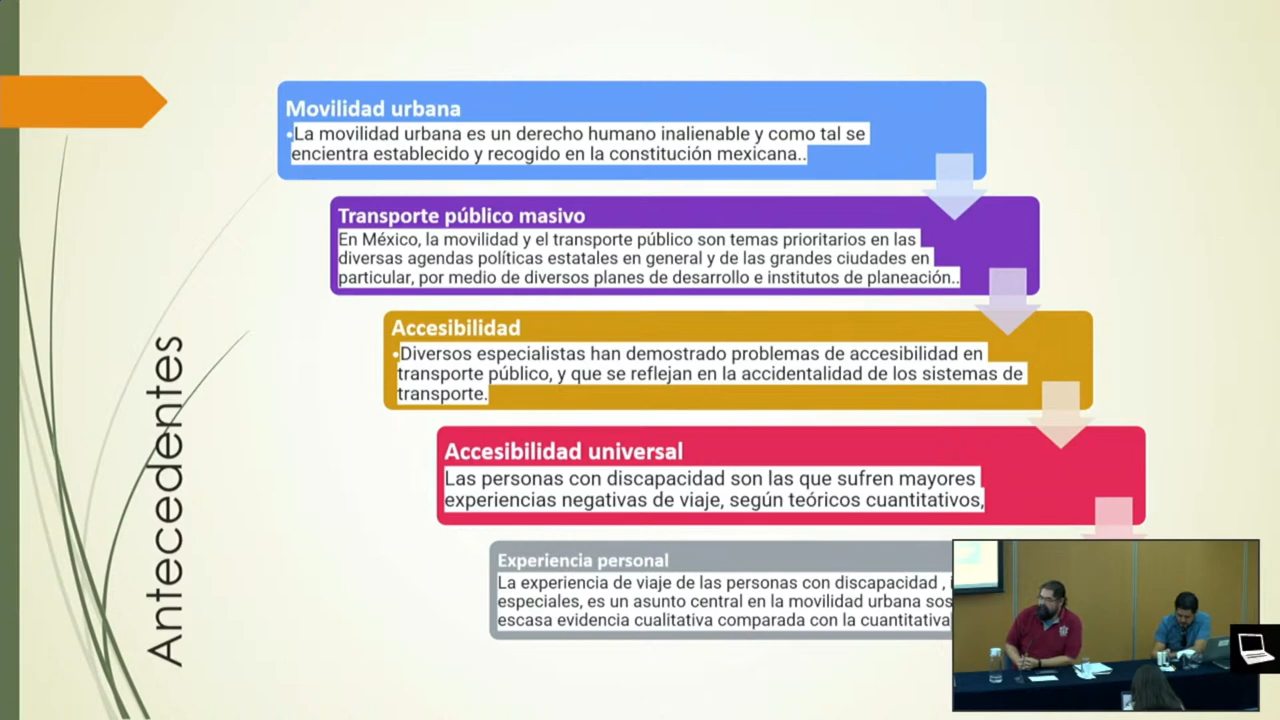 Antecedentes
Movilidad urbana
•La movilidad urbana es un derecho humano inalienable y como tal se
encientra establecido y recogido en la constitución mexicana..
Transporte público masivo
En México, la movilidad y el transporte público son temas prioritarios en las
diversas agendas políticas estatales en general y de las grandes ciudades en
particular, por medio de diversos planes de desarrollo e institutos de planeación..
Accesibilidad
•Diversos especialistas han demostrado problemas de accesibilidad en
transporte público, y que se reflejan en la accidentalidad de los sistemas de
transporte.
Accesibilidad universal
Las personas con discapacidad son las que sufren mayores
experiencias negativas de viaje, según teóricos cuantitativos,
Experiencia personal
La experiencia de viaje de las personas con discapacidad ,
especiales, es un asunto central en la movilidad urbana sos
escasa evidencia cualitativa comparada con la cuantitativa